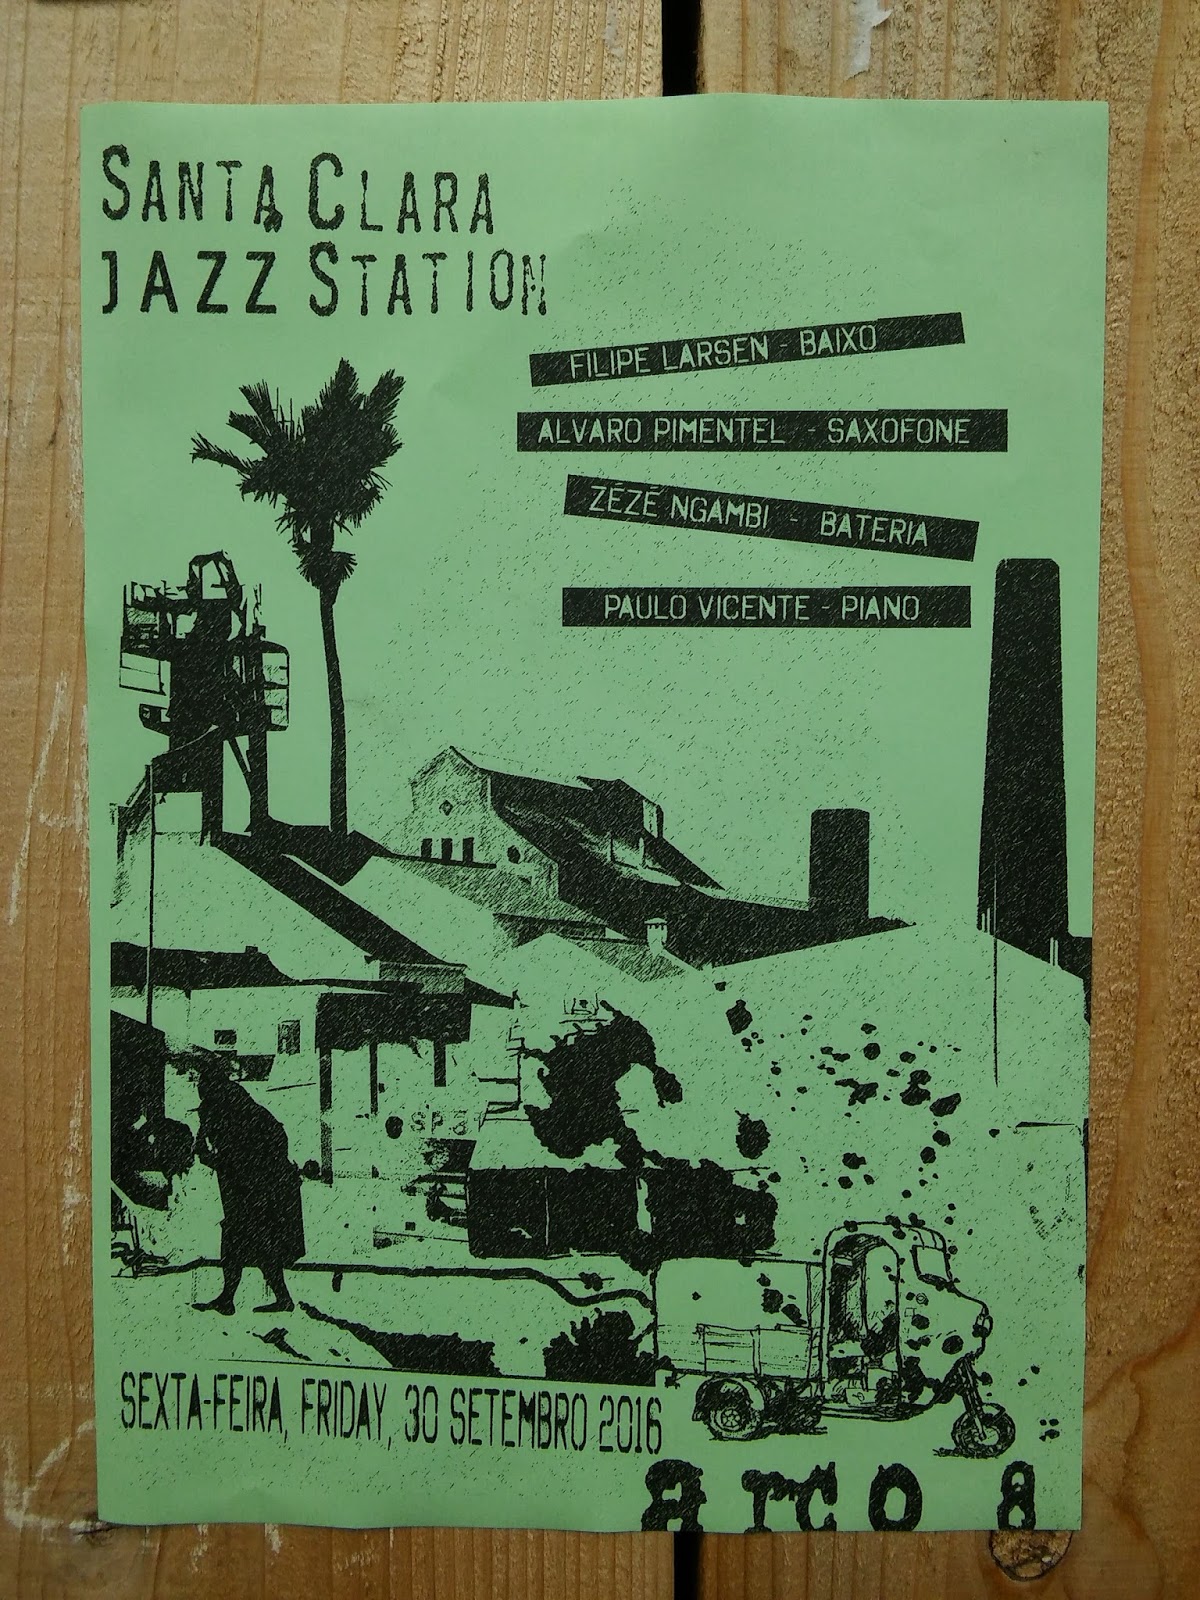 SANTA CLARA
JAZZ STATION
FILIPE LARSEN - BAIXO
ALVARO PIMENTEL - SAXOFONE
ZÉZÉ NGAMBI - BATERIA
PAULO VICENTE - PIANO
SEXTA-FEIRA, FRIDAY, 30 SETEMBRO 2016
arco 8